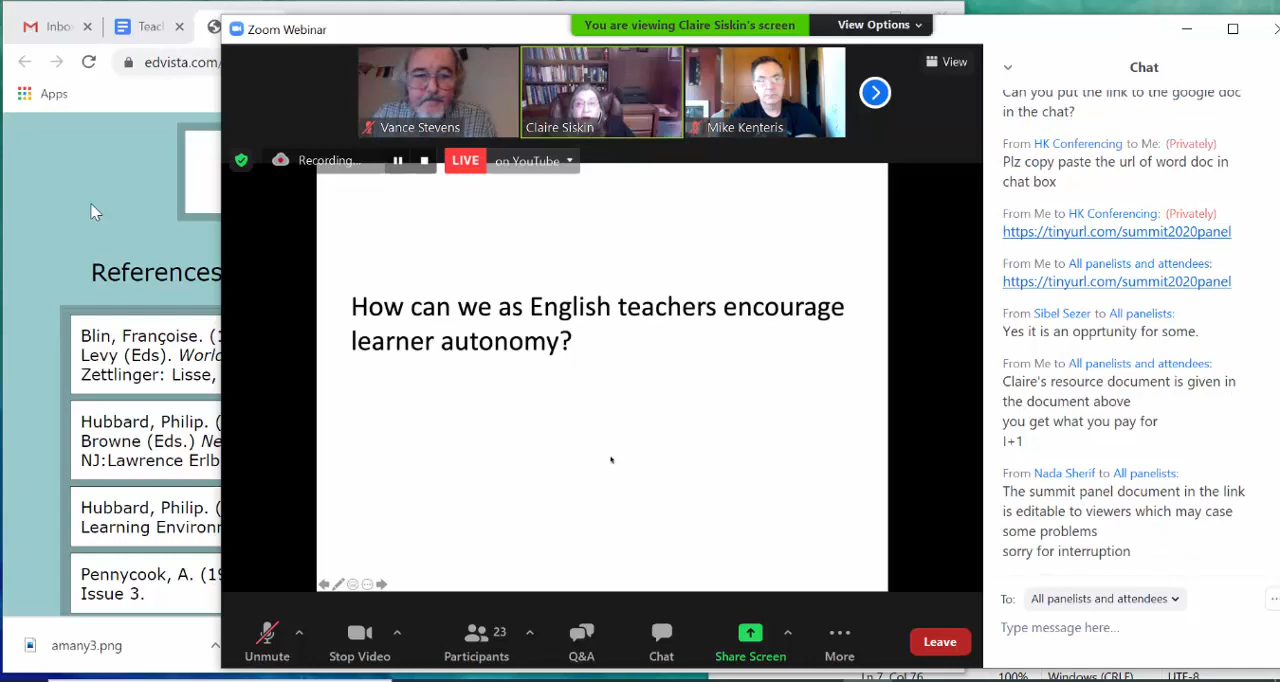 Inbo
Teac
edvista.com/
Apps
References
Blin, Françoise. (
Levy (Eds). World
Zettlinger: Lisse,
Hubbard, Philip. (
Browne (Eds.) Ne
NJ:Lawrence Erlb
Hubbard, Philip. (
Learning Environ
Pennycook, A. (19
Issue 3.
amany3.png
Zoom Webinar
You are viewing Claire Siskin's screen
View Options
View
Vance Stevens
Claire Siskin
Mike Kenteris
Recording...
LIVE
on YouTube
How can we as English teachers encourage
learner autonomy?
Unmute
Stop Video
23
Participants
Q&A
Chat
Share Screen
More
Leave
Chat
Can you put the link to the google doc
in the chat?
From HK Conferencing to Me: (Privately)
Plz copy paste the url of word doc in
chat box
From Me to HK Conferencing: (Privately)
https://tinyurl.com/summit2020panel
From Me to All panelists and attendees:
https://tinyurl.com/summit2020panel
From Sibel Sezer to All panelists:
Yes it is an opprtunity for some.
From Me to All panelists and attendees:
Claire's resource document is given in
the document above
you get what you pay for
I+1
From Nada Sherif to All panelists:
The summit panel document in the link
is editable to viewers which may case
some problems
sorry for interruption
To: All panelists and attendees
Type message here...
Ln 7, Col 76
100%
Windows (CRLF)
UTF-8